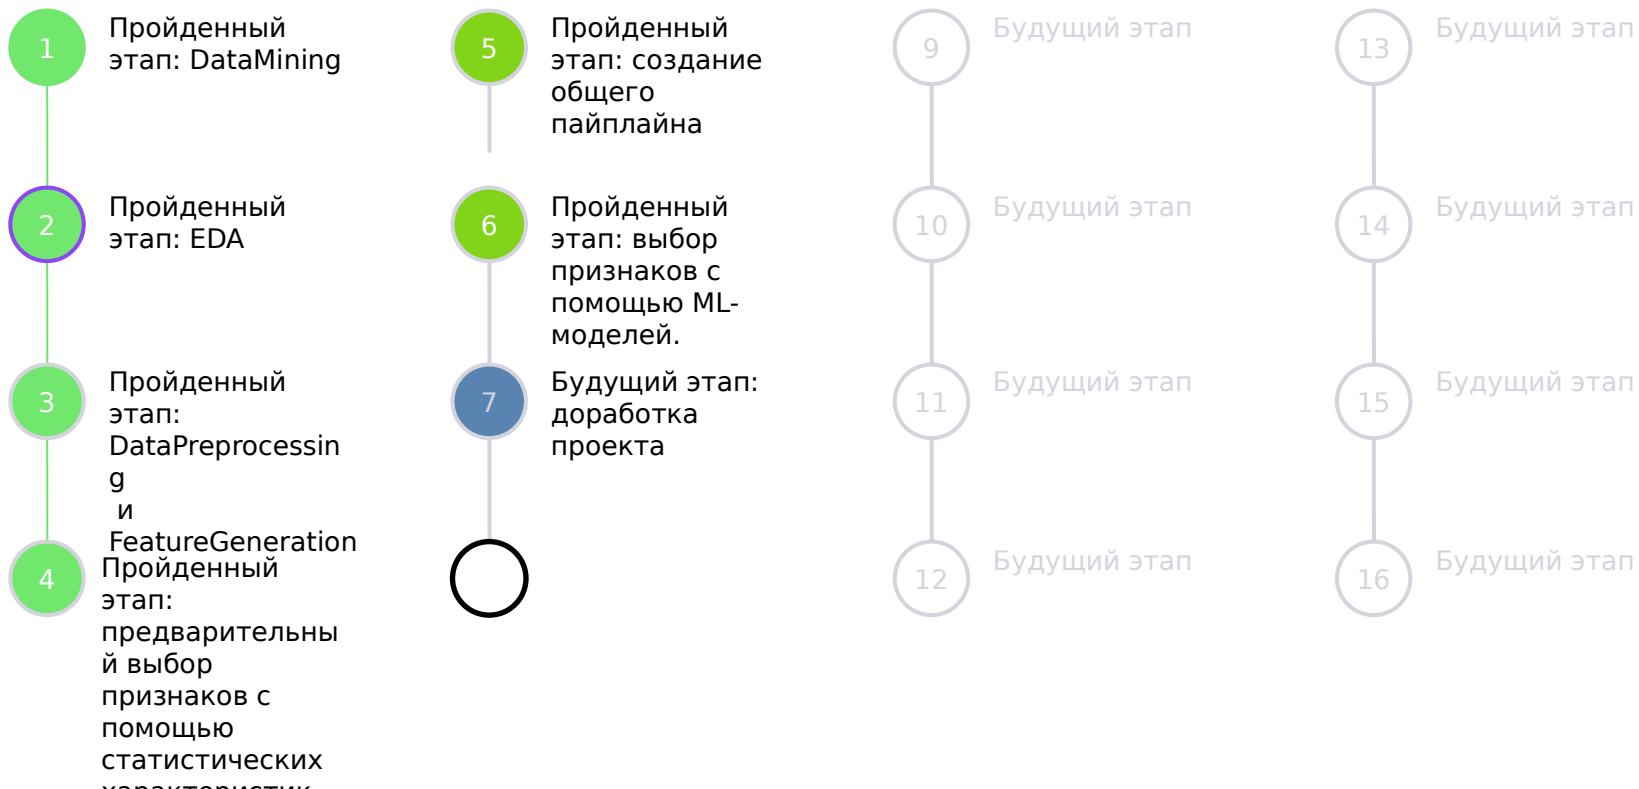 1
Пройденный
этап: DataMining
2
Пройденный
этап: EDA
3
Пройденный
этап:
DataPreprocessin
g
и
FeatureGeneration
4
Пройденный
этап:
предварительны
й выбор
признаков с
помощью
статистических
характеристик
5
Пройденный
этап: создание
общего
пайплайна
6
Пройденный
этап: выбор
признаков с
помощью ML-
моделей.
7
Будущий этап:
доработка
проекта
9
Будущий этап
10
Будущий этап
11
Будущий этап
12
Будущий этап
13
Будущий этап
14
Будущий этап
15
Будущий этап
16
Будущий этап